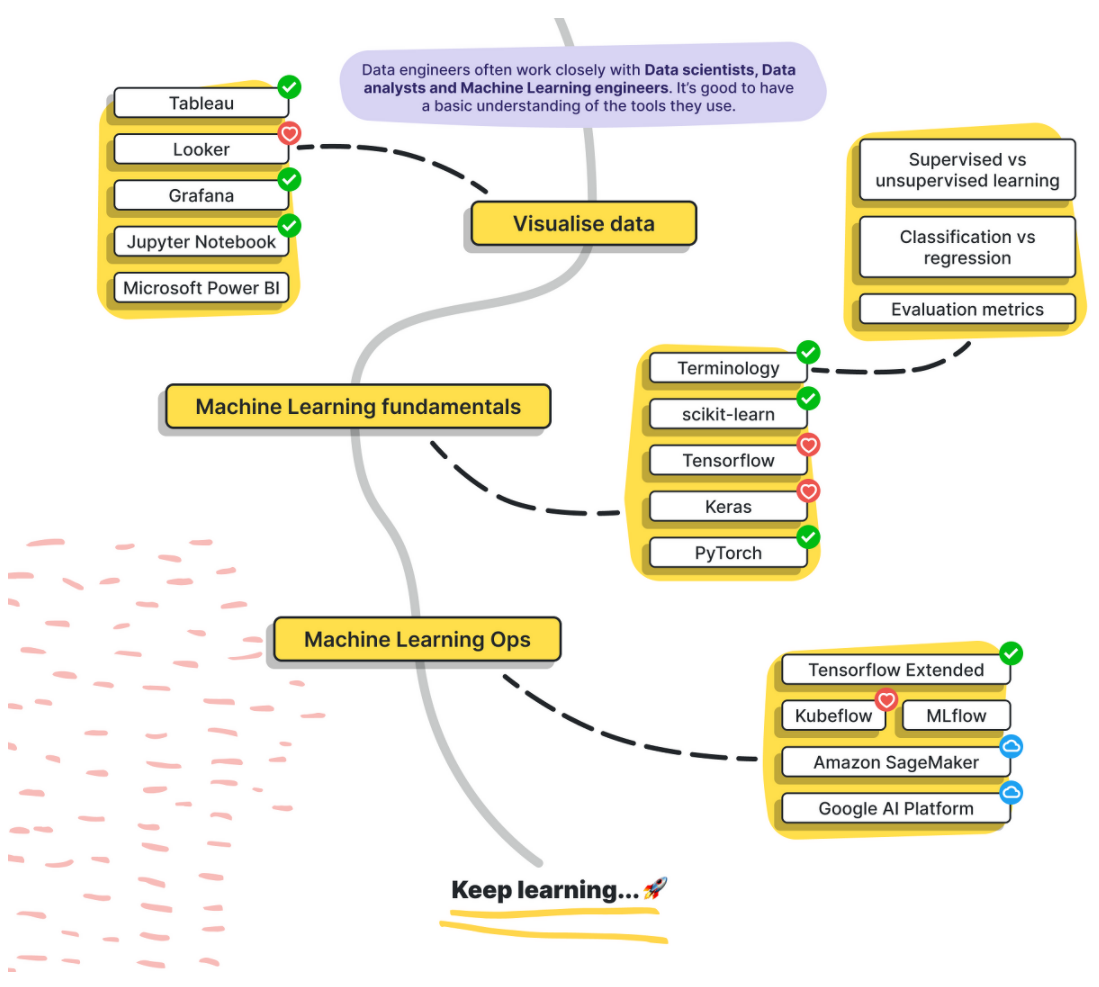 Data engineers often work closely with Data scientists, Data
analysts and Machine Learning engineers. It's good to have
a basic understanding of the tools they use.
Tableau
Looker
Grafana
Jupyter Notebook
Microsoft Power BI
Visualise data
Supervised vs
unsupervised learning
Classification vs
regression
Evaluation metrics
Machine Learning fundamentals
Terminology
scikit-learn
Tensorflow
Keras
PyTorch
Machine Learning Ops
Tensorflow Extended
Kubeflow
MLflow
Amazon SageMaker
Google AI Platform
Keep learning...🚀